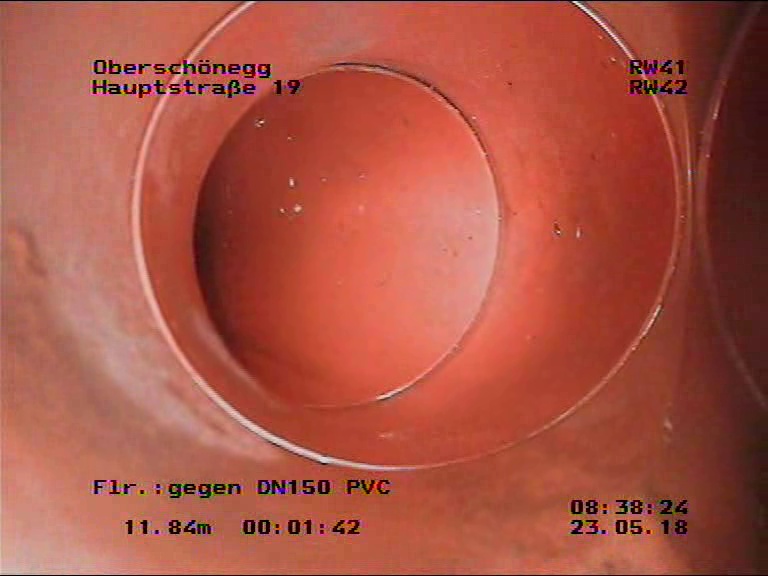 Oberschönegg RW41
Hauptstraße 19 RW42
Flr.:gegen DN150 PVC
08:38:24
11.84m 00:01:42 23.05.18